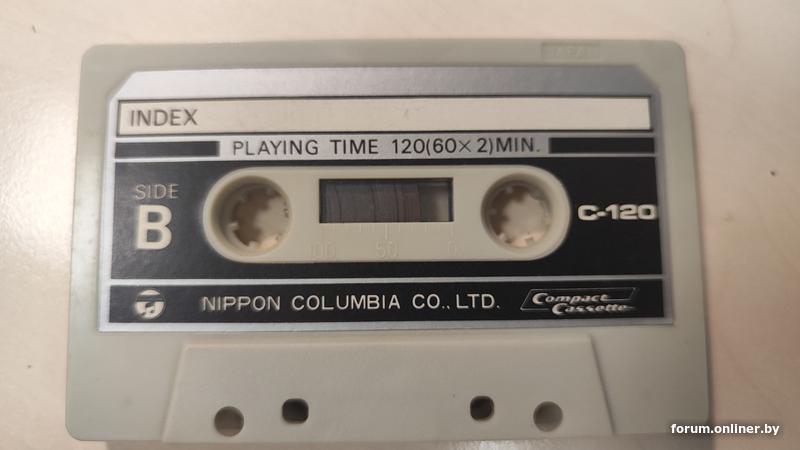 JAPAN
INDEX
PLAYING TIME 120(60×2)MIN.
SIDE
B
C-120
100 50 0
NIPPON COLUMBIA CO.,LTD.
Compact
Cassette
forum.onliner.by